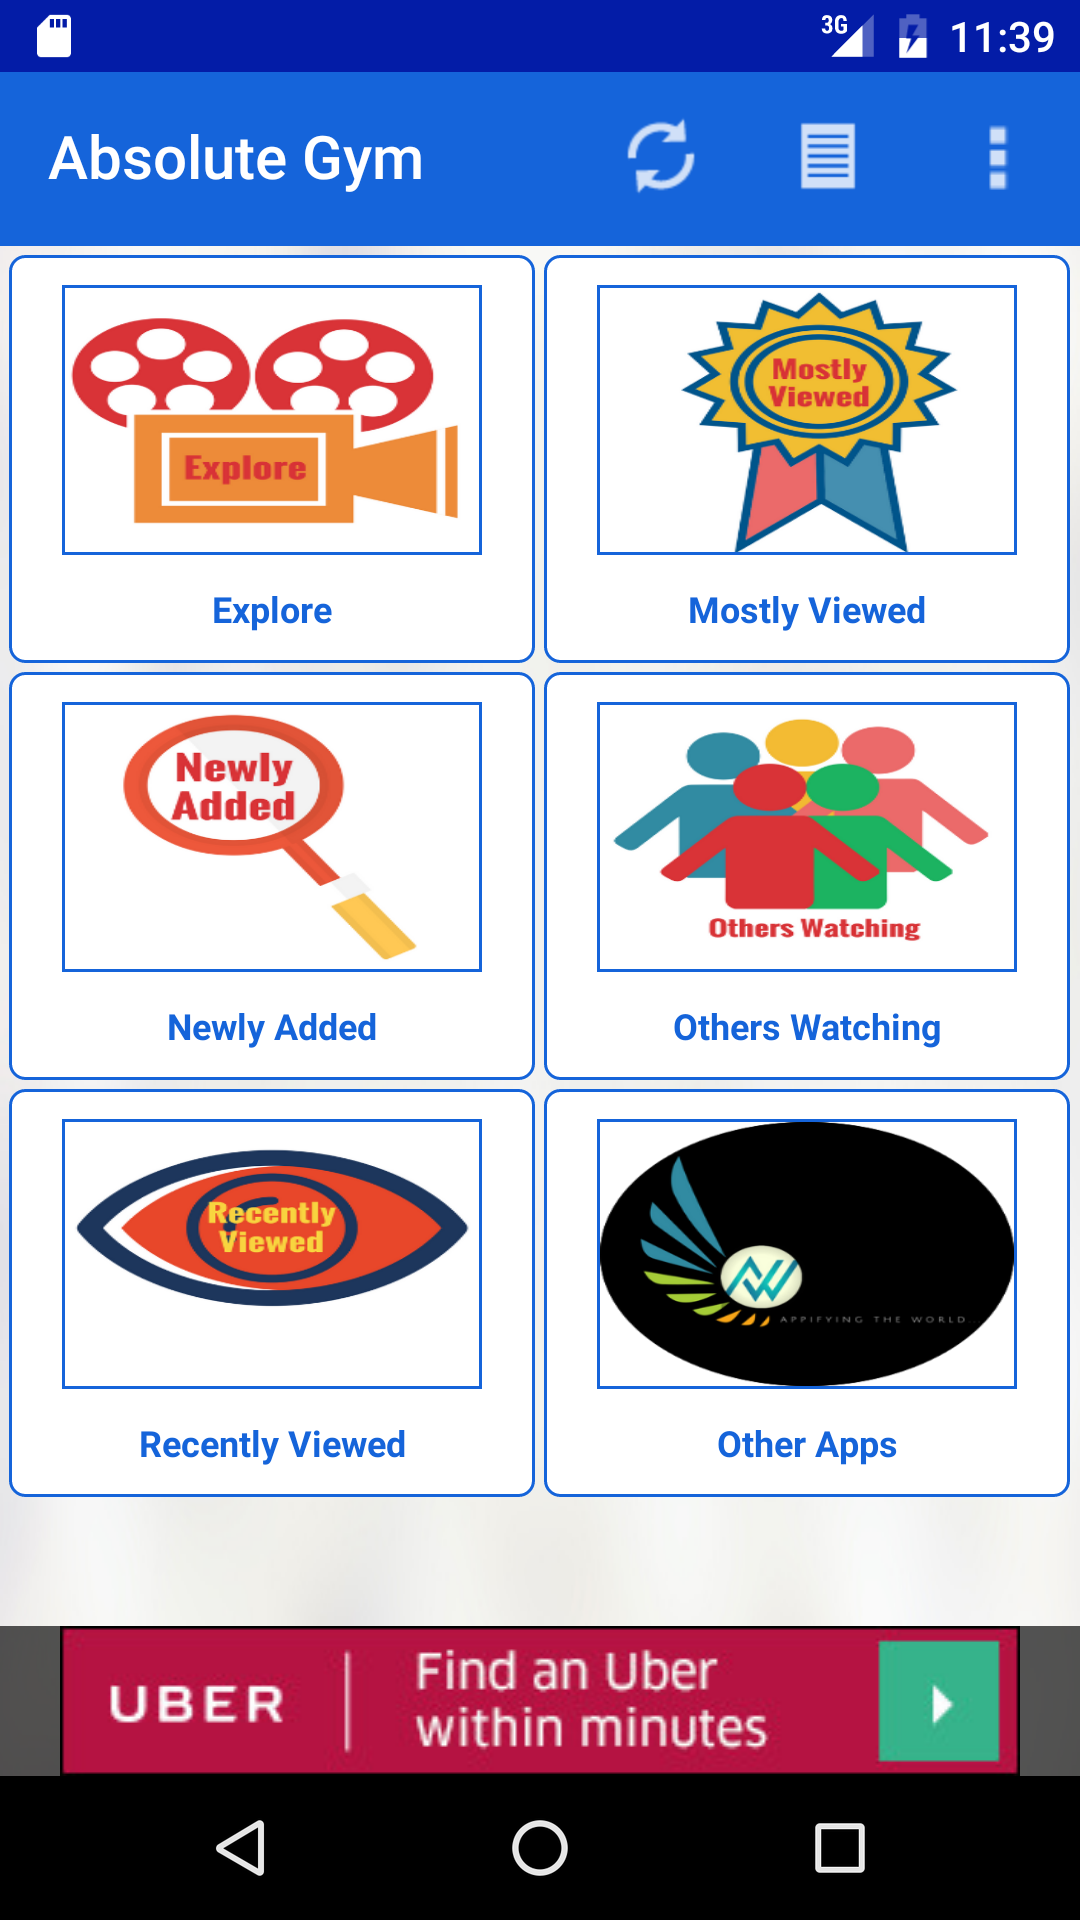 3G 11:39
Absolute Gym
Explore
Mostly
Viewed
Explore
Mostly Viewed
Newly
Added
Others Watching
Newly Added
Others Watching
Recently
Viewed
APPIFYING THE WORLD...
Recently Viewed
Other Apps
UBER
Find an Uber
within minutes